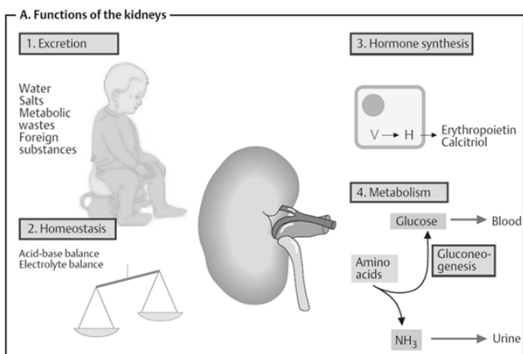 A. Functions of the kidneys
1. Excretion
Water
Salts
Metabolic
wastes
Foreign
substances
2. Homeostasis
Acid-base balance
Electrolyte balance
3. Hormone synthesis
V H
Erythropoietin
Calcitriol
4. Metabolism
Glucose
Blood
Gluconeo-
genesis
Amino
acids
NH₃
Urine